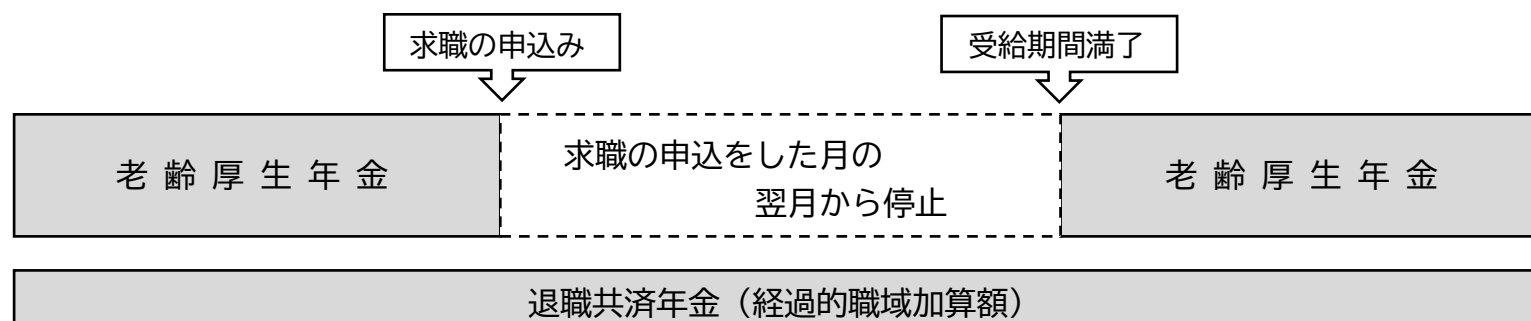 求職の申込み
受給期間満了
老齢厚生年金
求職の申込をした月の
翌月から停止
老齢厚生年金
退職共済年金（経過的職域加算額）